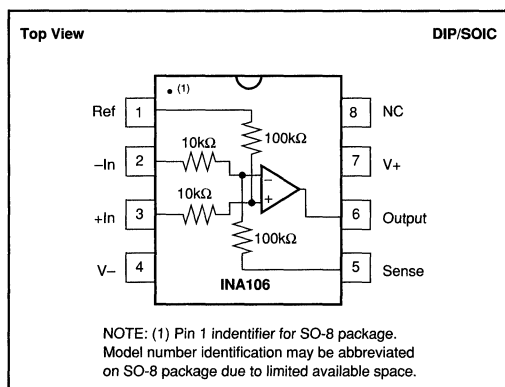 Top View
DIP/SOIC
(1)
Ref 1
8 NC
100kΩ
10kΩ
–In 2
7 V+
–
10kΩ
+
+In 3
6 Output
100kΩ
V– 4
5 Sense
INA106
NOTE: (1) Pin 1 indentifier for SO-8 package.
Model number identification may be abbreviated
on SO-8 package due to limited available space.